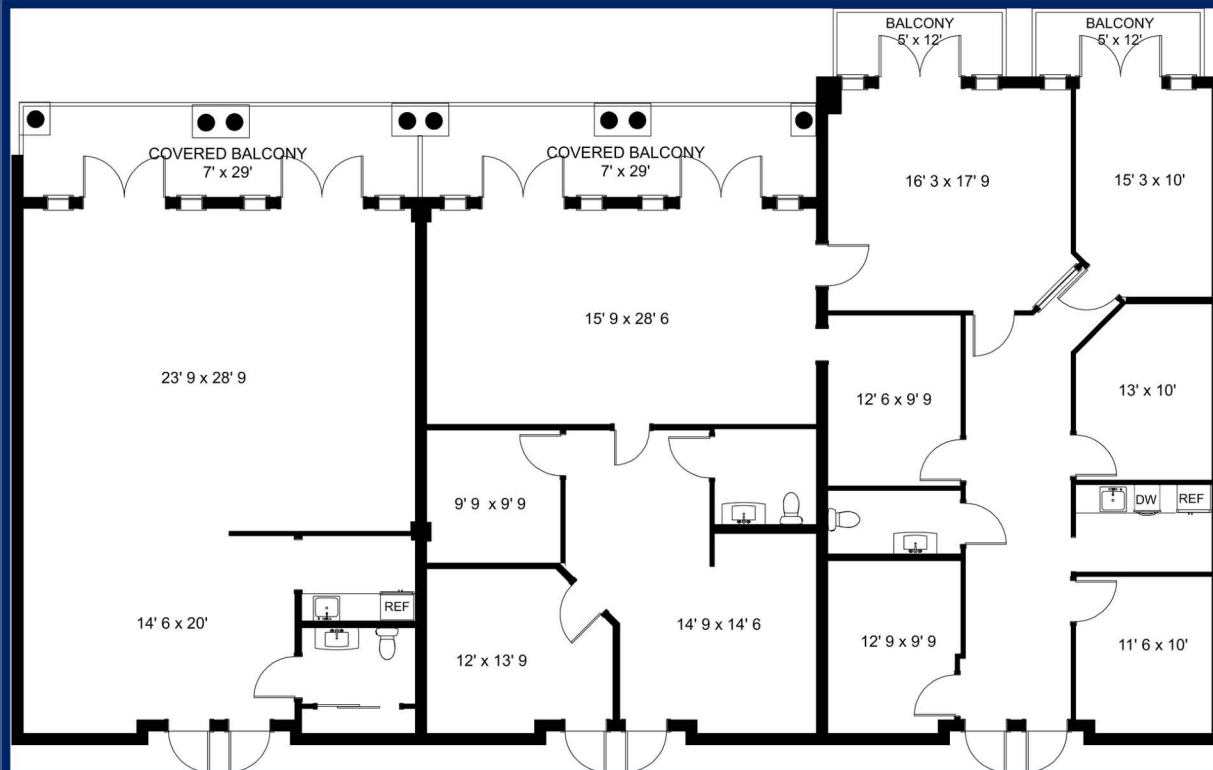 BALCONY
5' x 12'
BALCONY
5' x 12'
COVERED BALCONY
7' x 29'
COVERED BALCONY
7' x 29'
16' 3 x 17' 9
15' 3 x 10'
15' 9 x 28' 6
23' 9 x 28' 9
12' 6 x 9' 9
13' x 10'
9' 9 x 9' 9
DW
REF
REF
14' 6 x 20'
14' 9 x 14' 6
12' x 13' 9
12' 9 x 9' 9
11' 6 x 10'